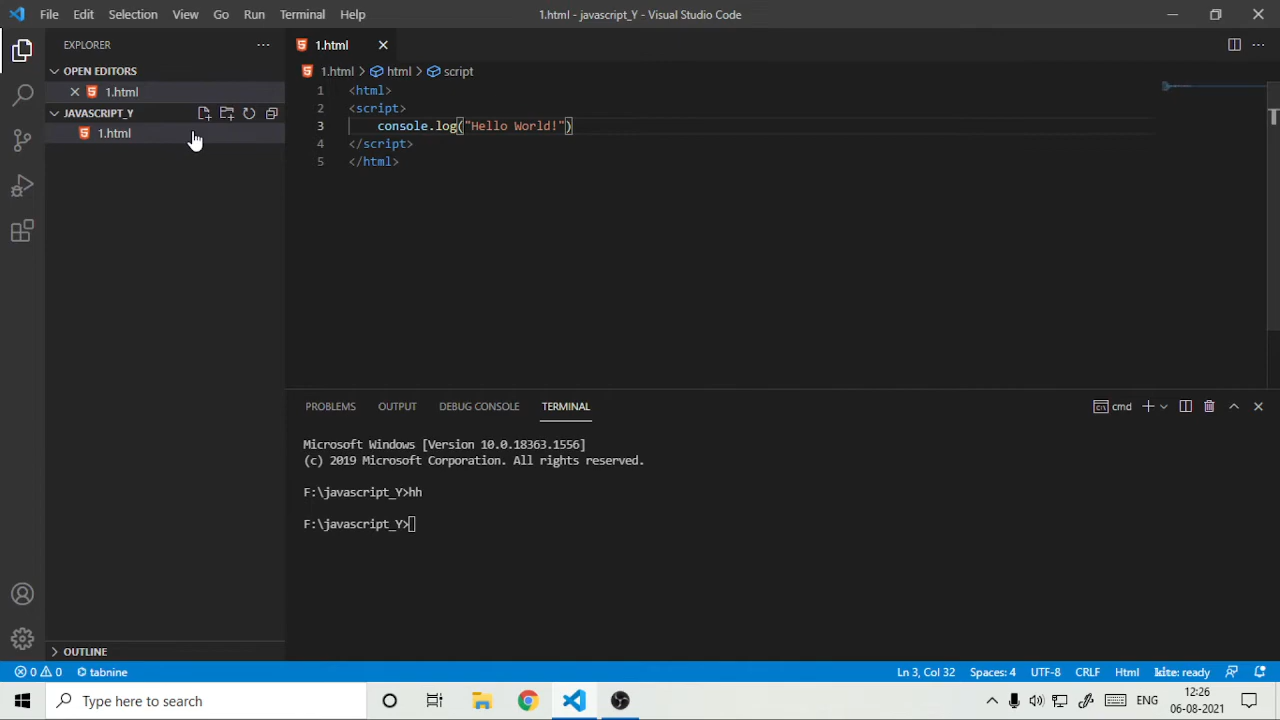 File Edit Selection View Go Run Terminal Help 1.html - javascript_Y - Visual Studio Code
EXPLORER
1.html
OPEN EDITORS
1.html > html > script
1.html
1 <html>
JAVASCRIPT_Y
2 <script>
1.html
3 console.log("Hello World!")
4 </script>
5 </html>
PROBLEMS OUTPUT DEBUG CONSOLE TERMINAL cmd
Microsoft Windows [Version 10.0.18363.1556]
(c) 2019 Microsoft Corporation. All rights reserved.
F:\javascript_Y>hh
F:\javascript_Y>
OUTLINE
0 0 tabnine Ln 3, Col 32 Spaces: 4 UTF-8 CRLF Html kite: ready
Type here to search ENG 12:26
06-08-2021